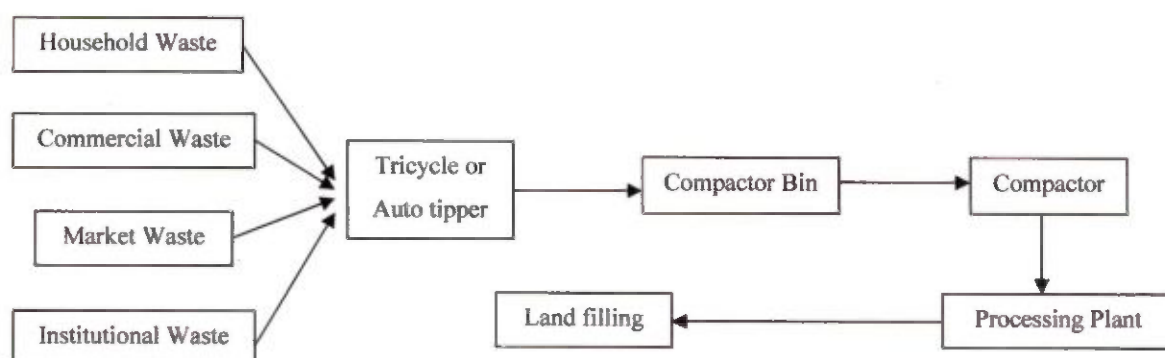 Household Waste
Commercial Waste
Market Waste
Institutional Waste
Tricycle or
Auto tipper
Compactor Bin
Compactor
Processing Plant
Land filling